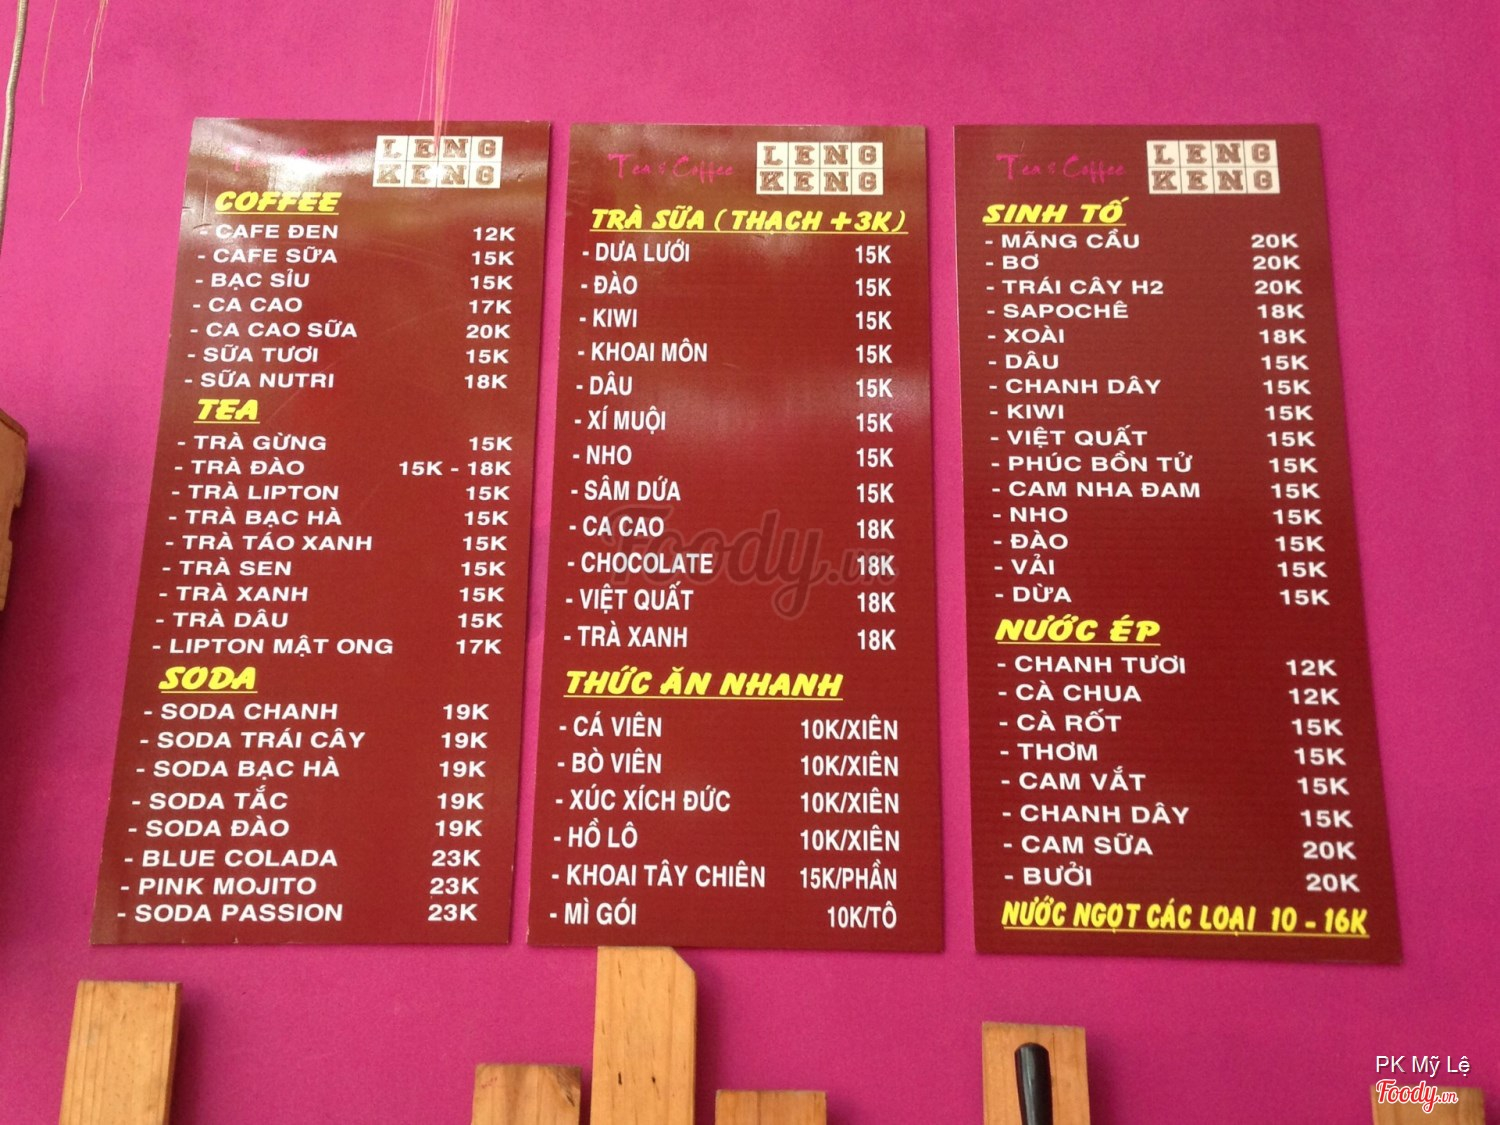 LENG
KENG
COFFEE
- CAFE ĐEN 12K
- CAFE SỮA 15K
- BẠC SỈU 15K
- CA CAO 17K
- CA CAO SỮA 20K
- SỮA TƯƠI 15K
- SỮA NUTRI 18K
TEA
- TRÀ GỪNG 15K
- TRÀ ĐÀO 15K - 18K
- TRÀ LIPTON 15K
- TRÀ BẠC HÀ 15K
- TRÀ TÁO XANH 15K
- TRÀ SEN 15K
- TRÀ XANH 15K
- TRÀ DÂU 15K
- LIPTON MẬT ONG 17K
SODA
- SODA CHANH 19K
- SODA TRÁI CÂY 19K
- SODA BẠC HÀ 19K
- SODA TẮC 19K
- SODA ĐÀO 19K
- BLUE COLADA 23K
- PINK MOJITO 23K
- SODA PASSION 23K
Tea & Coffee LENG
KENG
TRÀ SỮA (THẠCH +3K)
- DƯA LƯỚI 15K
- ĐÀO 15K
- KIWI 15K
- KHOAI MÔN 15K
- DÂU 15K
- XÍ MUỘI 15K
- NHO 15K
- SÂM DỨA 15K
- CA CAO 18K
- CHOCOLATE 18K
- VIỆT QUẤT 18K
- TRÀ XANH 18K
THỨC ĂN NHANH
- CÁ VIÊN 10K/XIÊN
- BÒ VIÊN 10K/XIÊN
- XÚC XÍCH ĐỨC 10K/XIÊN
- HỒ LÔ 10K/XIÊN
- KHOAI TÂY CHIÊN 15K/PHẦN
- MÌ GÓI 10K/TÔ
Tea & Coffee LENG
KENG
SINH TỐ
- MÃNG CẦU 20K
- BƠ 20K
- TRÁI CÂY H2 20K
- SAPOCHÊ 18K
- XOÀI 18K
- DÂU 15K
- CHANH DÂY 15K
- KIWI 15K
- VIỆT QUẤT 15K
- PHÚC BỒN TỬ 15K
- CAM NHA ĐAM 15K
- NHO 15K
- ĐÀO 15K
- VẢI 15K
- DỪA 15K
NƯỚC ÉP
- CHANH TƯƠI 12K
- CÀ CHUA 12K
- CÀ RỐT 15K
- THƠM 15K
- CAM VẮT 15K
- CHANH DÂY 15K
- CAM SỮA 20K
- BƯỞI 20K
NƯỚC NGỌT CÁC LOẠI 10 - 16K
Foody.vn
PK Mỹ Lệ
Foody.vn